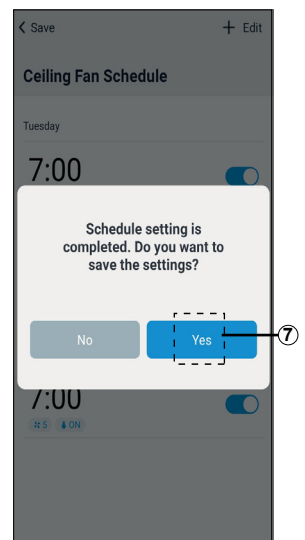 < Save + Edit
Ceiling Fan Schedule
Tuesday
7:00
Schedule setting is
completed. Do you want to
save the settings?
No Yes
⑦
7:00
5 ON